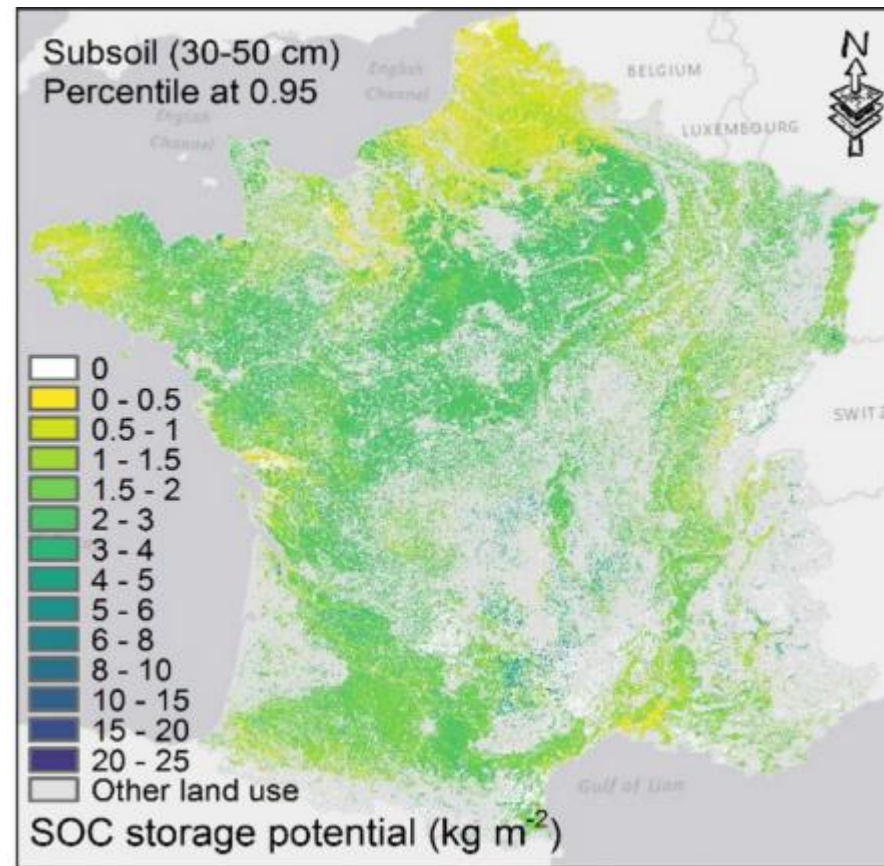 Subsoil (30-50 cm)
Percentile at 0.95
N
English
Channel
English
Channel
BELGIUM
LUXEMBOURG
SWITZ
0
0 - 0.5
0.5 - 1
1 - 1.5
1.5 - 2
2 - 3
3 - 4
4 - 5
5 - 6
6 - 8
8 - 10
10 - 15
15 - 20
20 - 25
Other land use
Gulf of Lion
SOC storage potential (kg m⁻²)